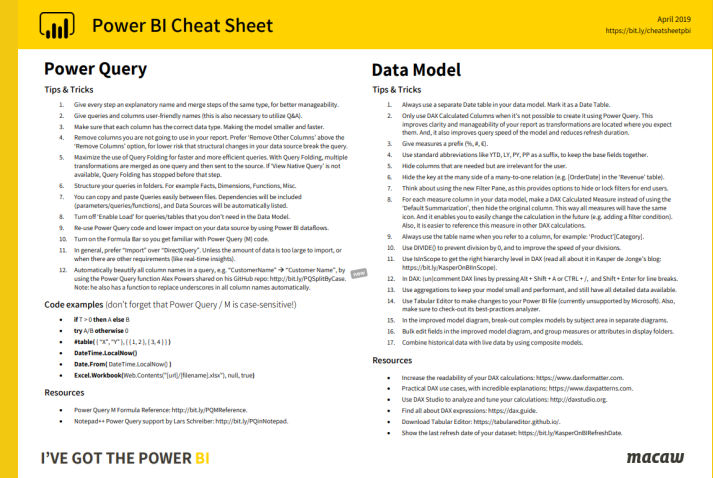 Power BI Cheat Sheet
April 2019
https://bit.ly/cheatsheetpbi
Power Query
Tips & Tricks
1. Give every step an explanatory name and merge steps of the same type, for better manageability.
2. Give queries and columns user-friendly names (this is also necessary to utilize Q&A).
3. Make sure that each column has the correct data type. Making the model smaller and faster.
4. Remove columns you are not going to use in your report. Prefer 'Remove Other Columns' above the
'Remove Columns' option, for lower risk that structural changes in your data source break the query.
5. Maximize the use of Query Folding for faster and more efficient queries. With Query Folding, multiple
transformations are merged as one query and then sent to the source. If 'View Native Query' is not
available, Query Folding has stopped before that step.
6. Structure your queries in folders. For example Facts, Dimensions, Functions, Misc.
7. You can copy and paste Queries easily between files. Dependencies will be included
(parameters/queries/functions), and Data Sources will be automatically listed.
8. Turn off 'Enable Load' for queries/tables that you don't need in the Data Model.
9. Re-use Power Query code and lower impact on your data source by using Power BI dataflows.
10. Turn on the Formula Bar so you get familiar with Power Query (M) code.
11. In general, prefer "Import" over "DirectQuery". Unless the amount of data is too large to import, or
when there are other requirements (like real-time insights).
12. Automatically beautify all column names in a query, e.g. "CustomerName" → "Customer Name", by
using the Power Query function Alex Powers shared on his GitHub repo: http://bit.ly/PQSplitByCase.
Note: he also has a function to replace underscores in all column names automatically.
new
Code examples (don't forget that Power Query / M is case-sensitive!)
• if T > 0 then A else B
• try A/B otherwise 0
• #table( { "X", "Y" }, { { 1, 2 }, { 3, 4 } } )
• DateTime.LocalNow()
• Date.From( DateTime.LocalNow() )
• Excel.Workbook(Web.Contents("[url]/[filename].xlsx"), null, true)
Resources
• Power Query M Formula Reference: http://bit.ly/PQMReference.
• Notepad++ Power Query support by Lars Schreiber: http://bit.ly/PQInNotepad.
I'VE GOT THE POWER BI
Data Model
Tips & Tricks
1. Always use a separate Date table in your data model. Mark it as a Date Table.
2. Only use DAX Calculated Columns when it's not possible to create it using Power Query. This
improves clarity and manageability of your report as transformations are located where you expect
them. And, it also improves query speed of the model and reduces refresh duration.
3. Give measures a prefix (%, #, €).
4. Use standard abbreviations like YTD, LY, PY, PP as a suffix, to keep the base fields together.
5. Hide columns that are needed but are irrelevant for the user.
6. Hide the key at the many side of a many-to-one relation (e.g. [OrderDate] in the 'Revenue' table).
7. Think about using the new Filter Pane, as this provides options to hide or lock filters for end users.
8. For each measure column in your data model, make a DAX Calculated Measure instead of using the
'Default Summarization', then hide the original column. This way all measures will have the same
icon. And it enables you to easily change the calculation in the future (e.g. adding a filter condition).
Also, it is easier to reference this measure in other DAX calculations.
9. Always use the table name when you refer to a column, for example: 'Product'[Category].
10. Use DIVIDE() to prevent division by 0, and to improve the speed of your divisions.
11. Use IsInScope to get the right hierarchy level in DAX (read all about it in Kasper de Jonge's blog:
https://bit.ly/KasperOnBIInScope).
12. In DAX: (un)comment DAX lines by pressing Alt + Shift + A or CTRL + /, and Shift + Enter for line breaks.
13. Use aggregations to keep your model small and performant, and still have all detailed data available.
14. Use Tabular Editor to make changes to your Power BI file (currently unsupported by Microsoft). Also,
make sure to check-out its best-practices analyzer.
15. In the improved model diagram, break-out complex models by subject area in separate diagrams.
16. Bulk edit fields in the improved model diagram, and group measures or attributes in display folders.
17. Combine historical data with live data by using composite models.
Resources
• Increase the readability of your DAX calculations: https://www.daxformatter.com.
• Practical DAX use cases, with incredible explanations: https://www.daxpatterns.com.
• Use DAX Studio to analyze and tune your calculations: http://daxstudio.org.
• Find all about DAX expressions: https://dax.guide.
• Download Tabular Editor: https://tabulareditor.github.io/.
• Show the last refresh date of your dataset: https://bit.ly/KasperOnBIRefreshDate.
macaw